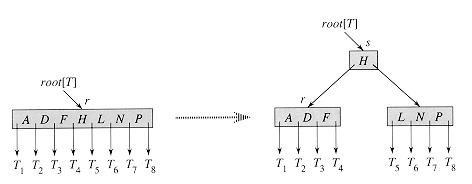 root[T]
r
A D F H L N P
T1 T2 T3 T4 T5 T6 T7 T8
root[T]
s
H
r
A D F
L N P
T1 T2 T3 T4
T5 T6 T7 T8